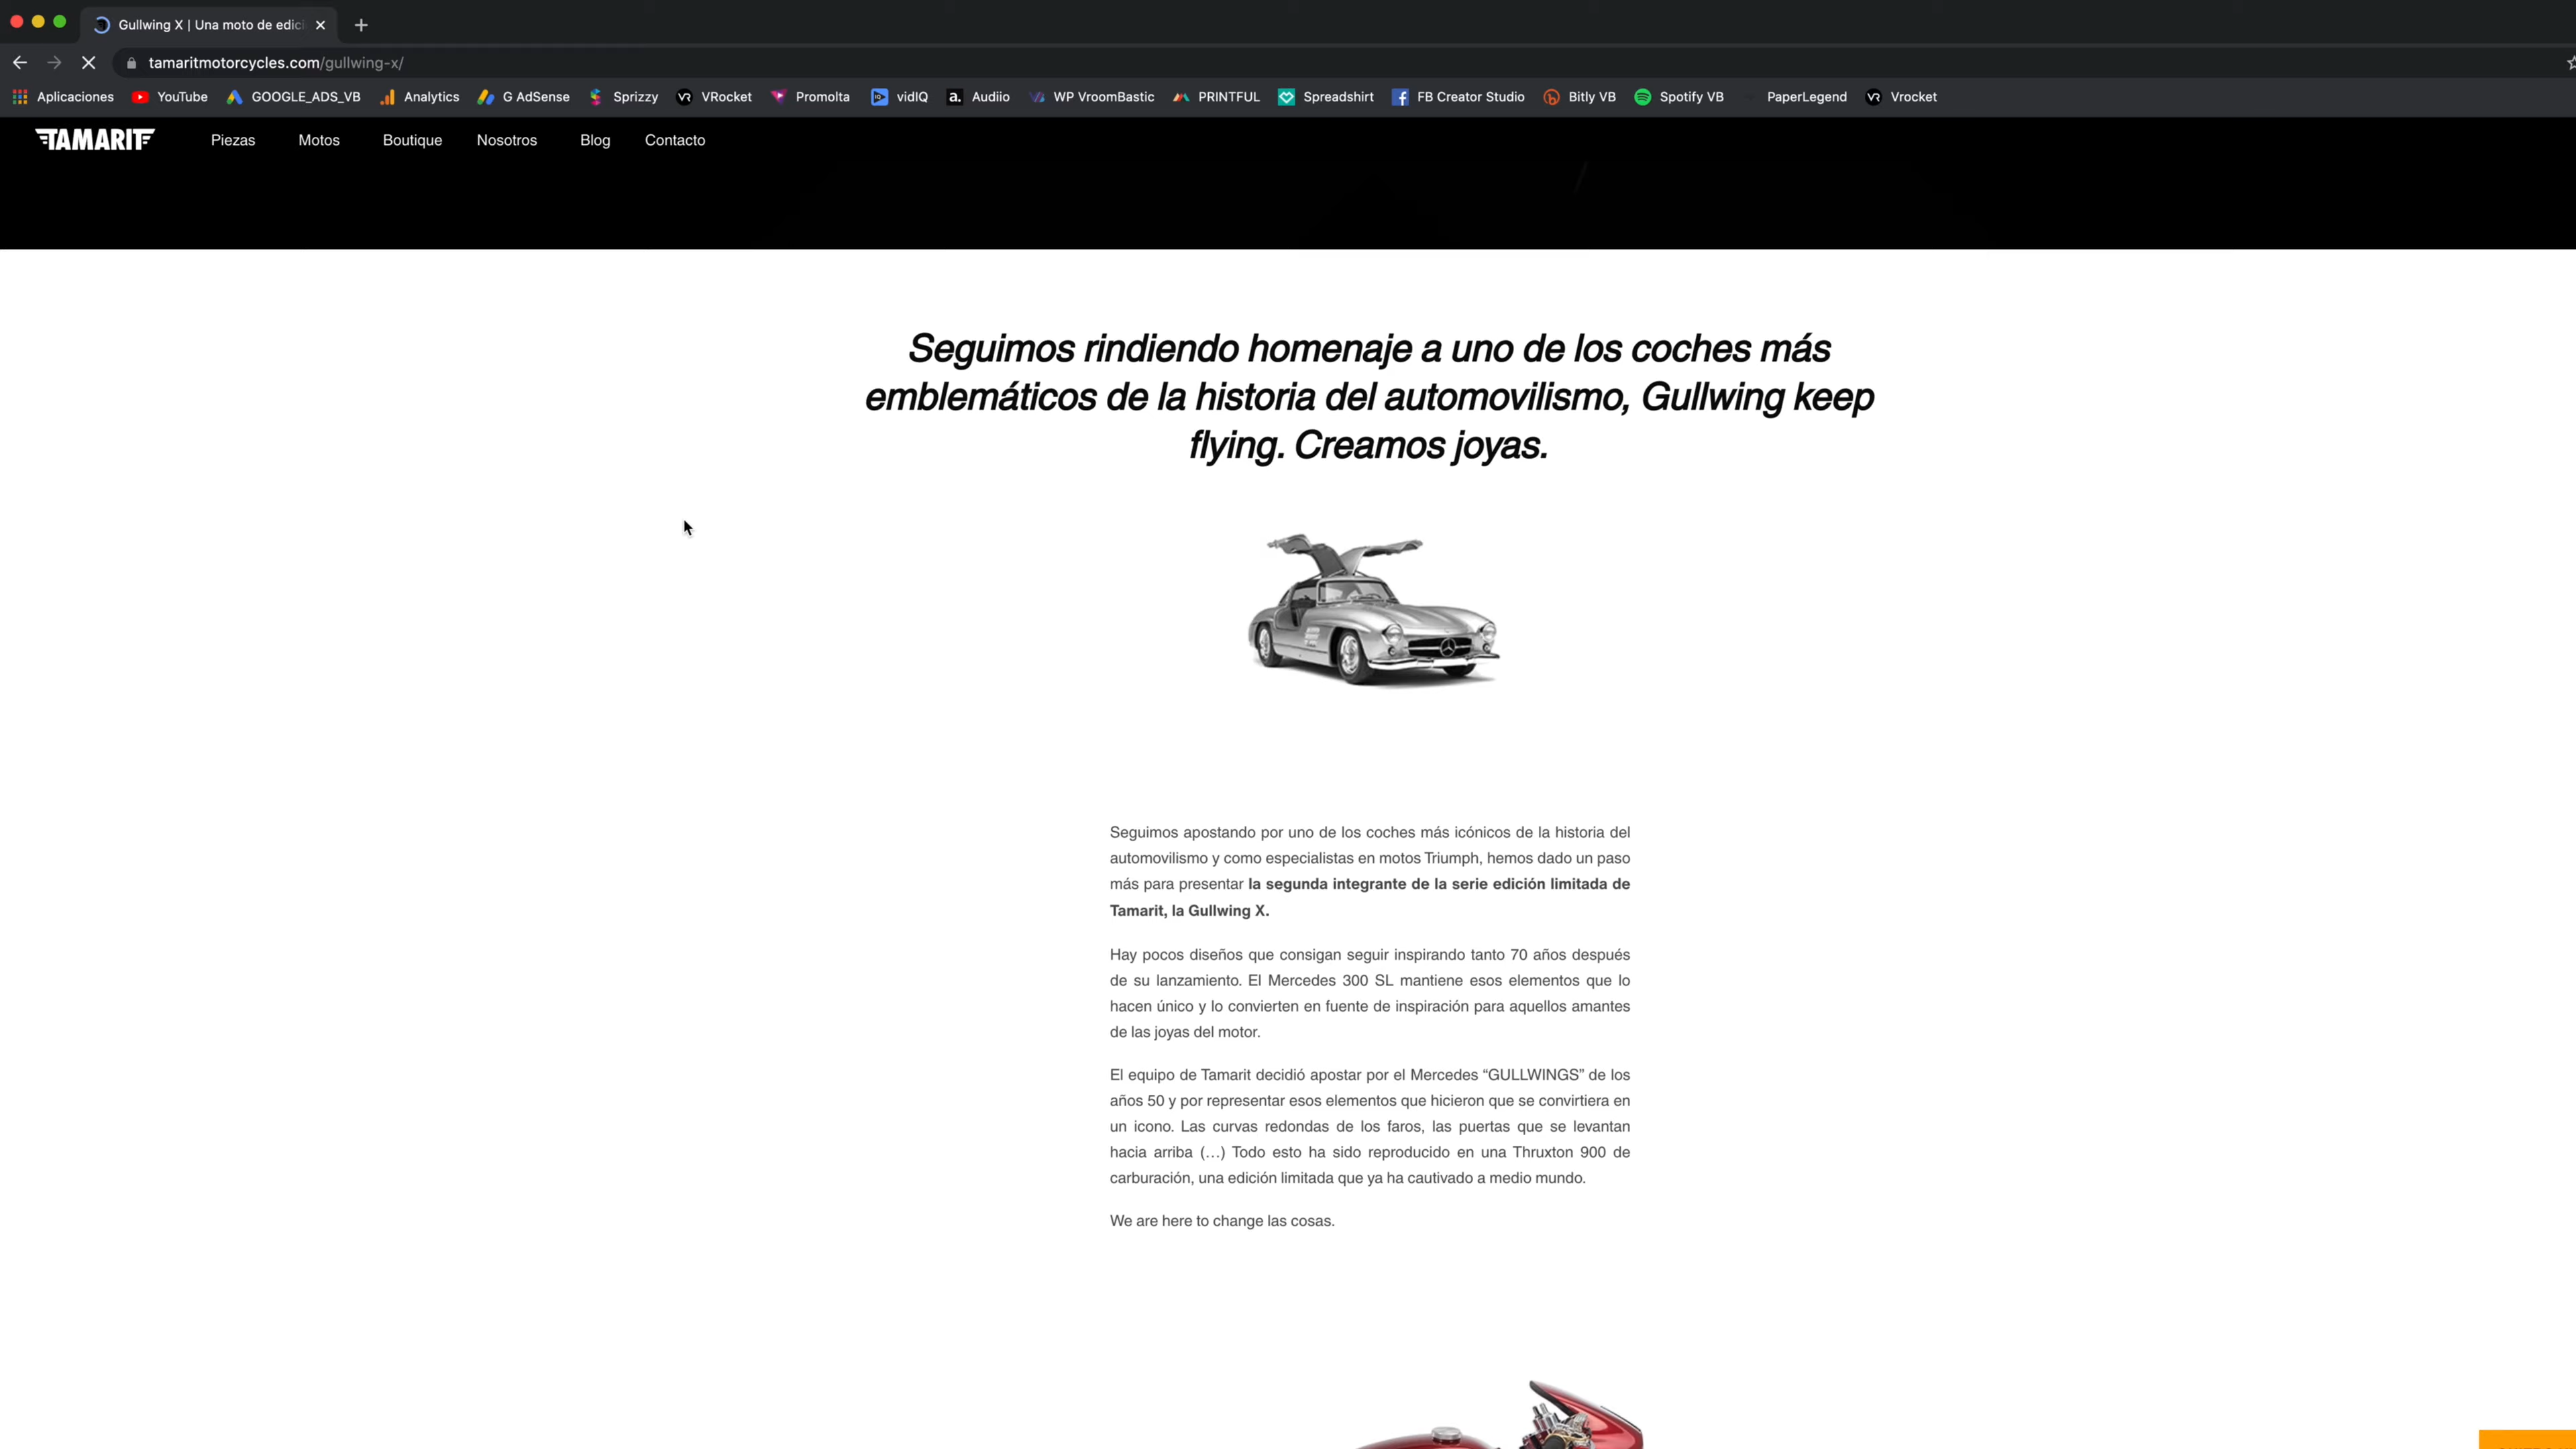 Gullwing X | Una moto de edici
tamaritmotorcycles.com/gullwing-x/
Aplicaciones YouTube GOOGLE_ADS_VB Analytics G AdSense Sprizzy VRocket Promolta vidIQ Audiio WP VroomBastic PRINTFUL Spreadshirt FB Creator Studio Bitly VB Spotify VB PaperLegend Vrocket
TAMARIT Piezas Motos Boutique Nosotros Blog Contacto
Seguimos rindiendo homenaje a uno de los coches más
emblemáticos de la historia del automovilismo, Gullwing keep
flying. Creamos joyas.
Seguimos apostando por uno de los coches más icónicos de la historia del
automovilismo y como especialistas en motos Triumph, hemos dado un paso
más para presentar la segunda integrante de la serie edición limitada de
Tamarit, la Gullwing X.
Hay pocos diseños que consigan seguir inspirando tanto 70 años después
de su lanzamiento. El Mercedes 300 SL mantiene esos elementos que lo
hacen único y lo convierten en fuente de inspiración para aquellos amantes
de las joyas del motor.
El equipo de Tamarit decidió apostar por el Mercedes “GULLWINGS” de los
años 50 y por representar esos elementos que hicieron que se convirtiera en
un icono. Las curvas redondas de los faros, las puertas que se levantan
hacia arriba (…) Todo esto ha sido reproducido en una Thruxton 900 de
carburación, una edición limitada que ya ha cautivado a medio mundo.
We are here to change las cosas.